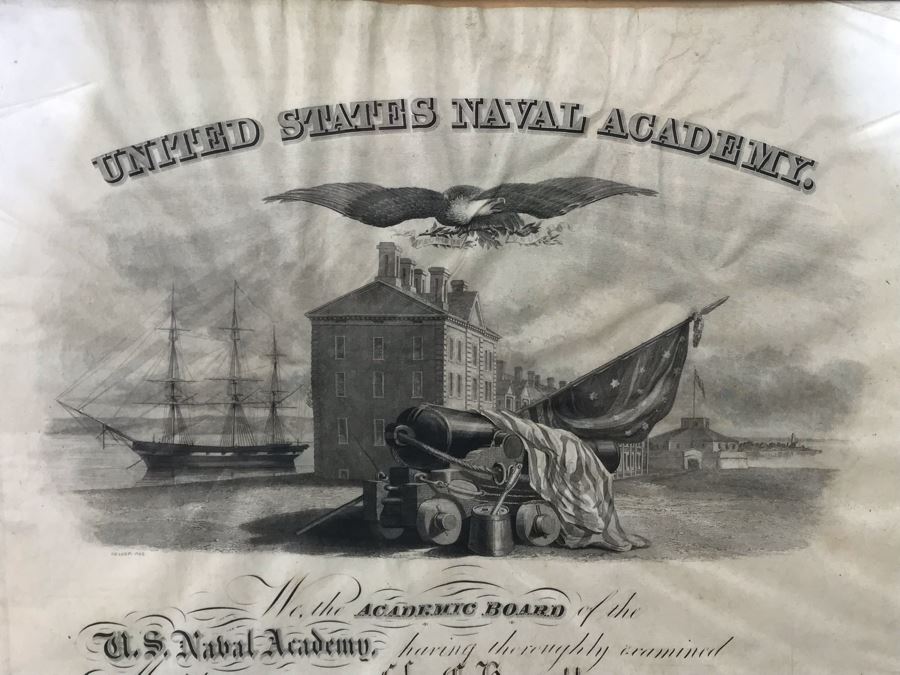 UNITED STATES NAVAL ACADEMY.
We, the ACADEMIC BOARD of the
U.S. Naval Academy, having thoroughly examined